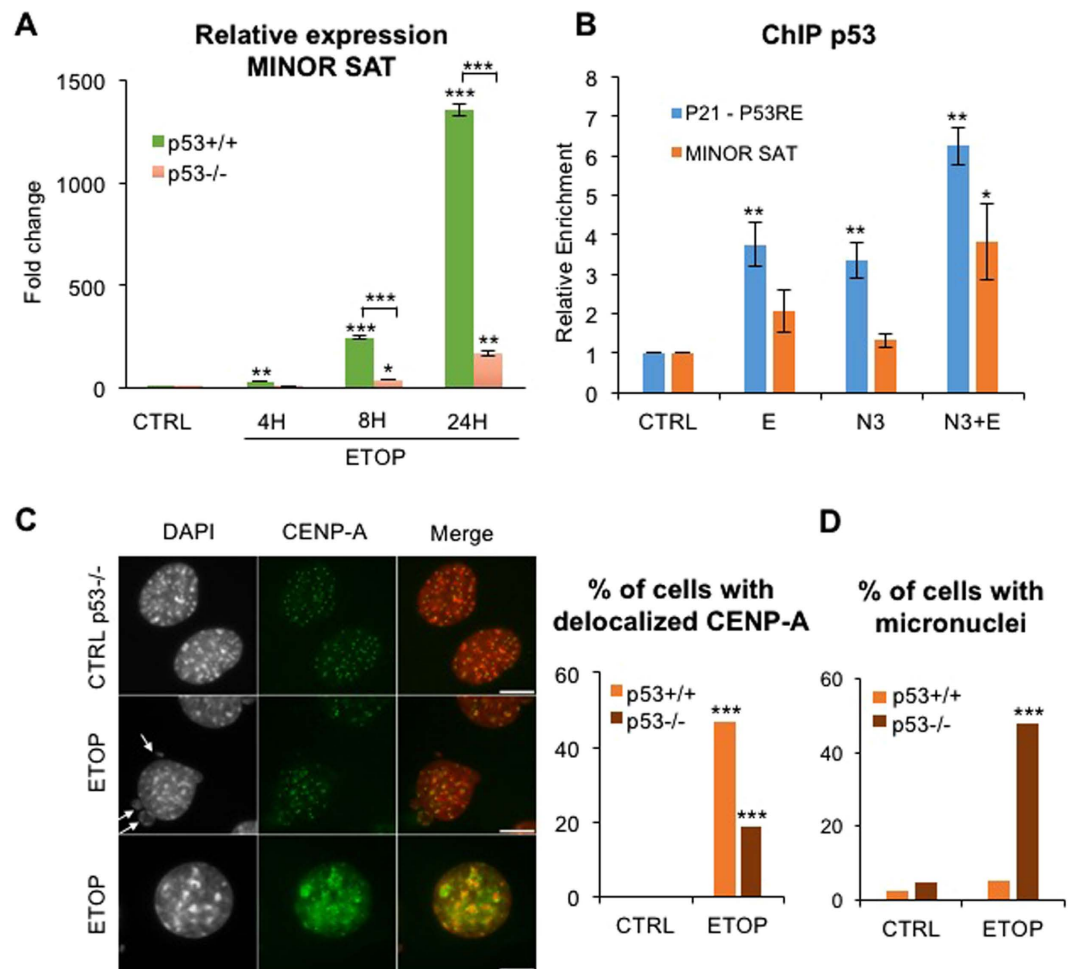 A
Relative expression
MINOR SAT
1500
1000
500
0
Fold change
p53+/+
p53-/-
**
***
***
*
***
***
**
CTRL
4H
8H
24H
ETOP
B
ChIP p53
8
7
6
5
4
3
2
1
0
Relative Enrichment
P21 - P53RE
MINOR SAT
**
**
**
*
CTRL
E
N3
N3+E
C
DAPI
CENP-A
Merge
CTRL p53-/-
ETOP
ETOP
% of cells with
delocalized CENP-A
60
40
20
0
p53+/+
p53-/-
***
***
CTRL
ETOP
D
% of cells with
micronuclei
60
40
20
0
p53+/+
p53-/-
***
CTRL
ETOP